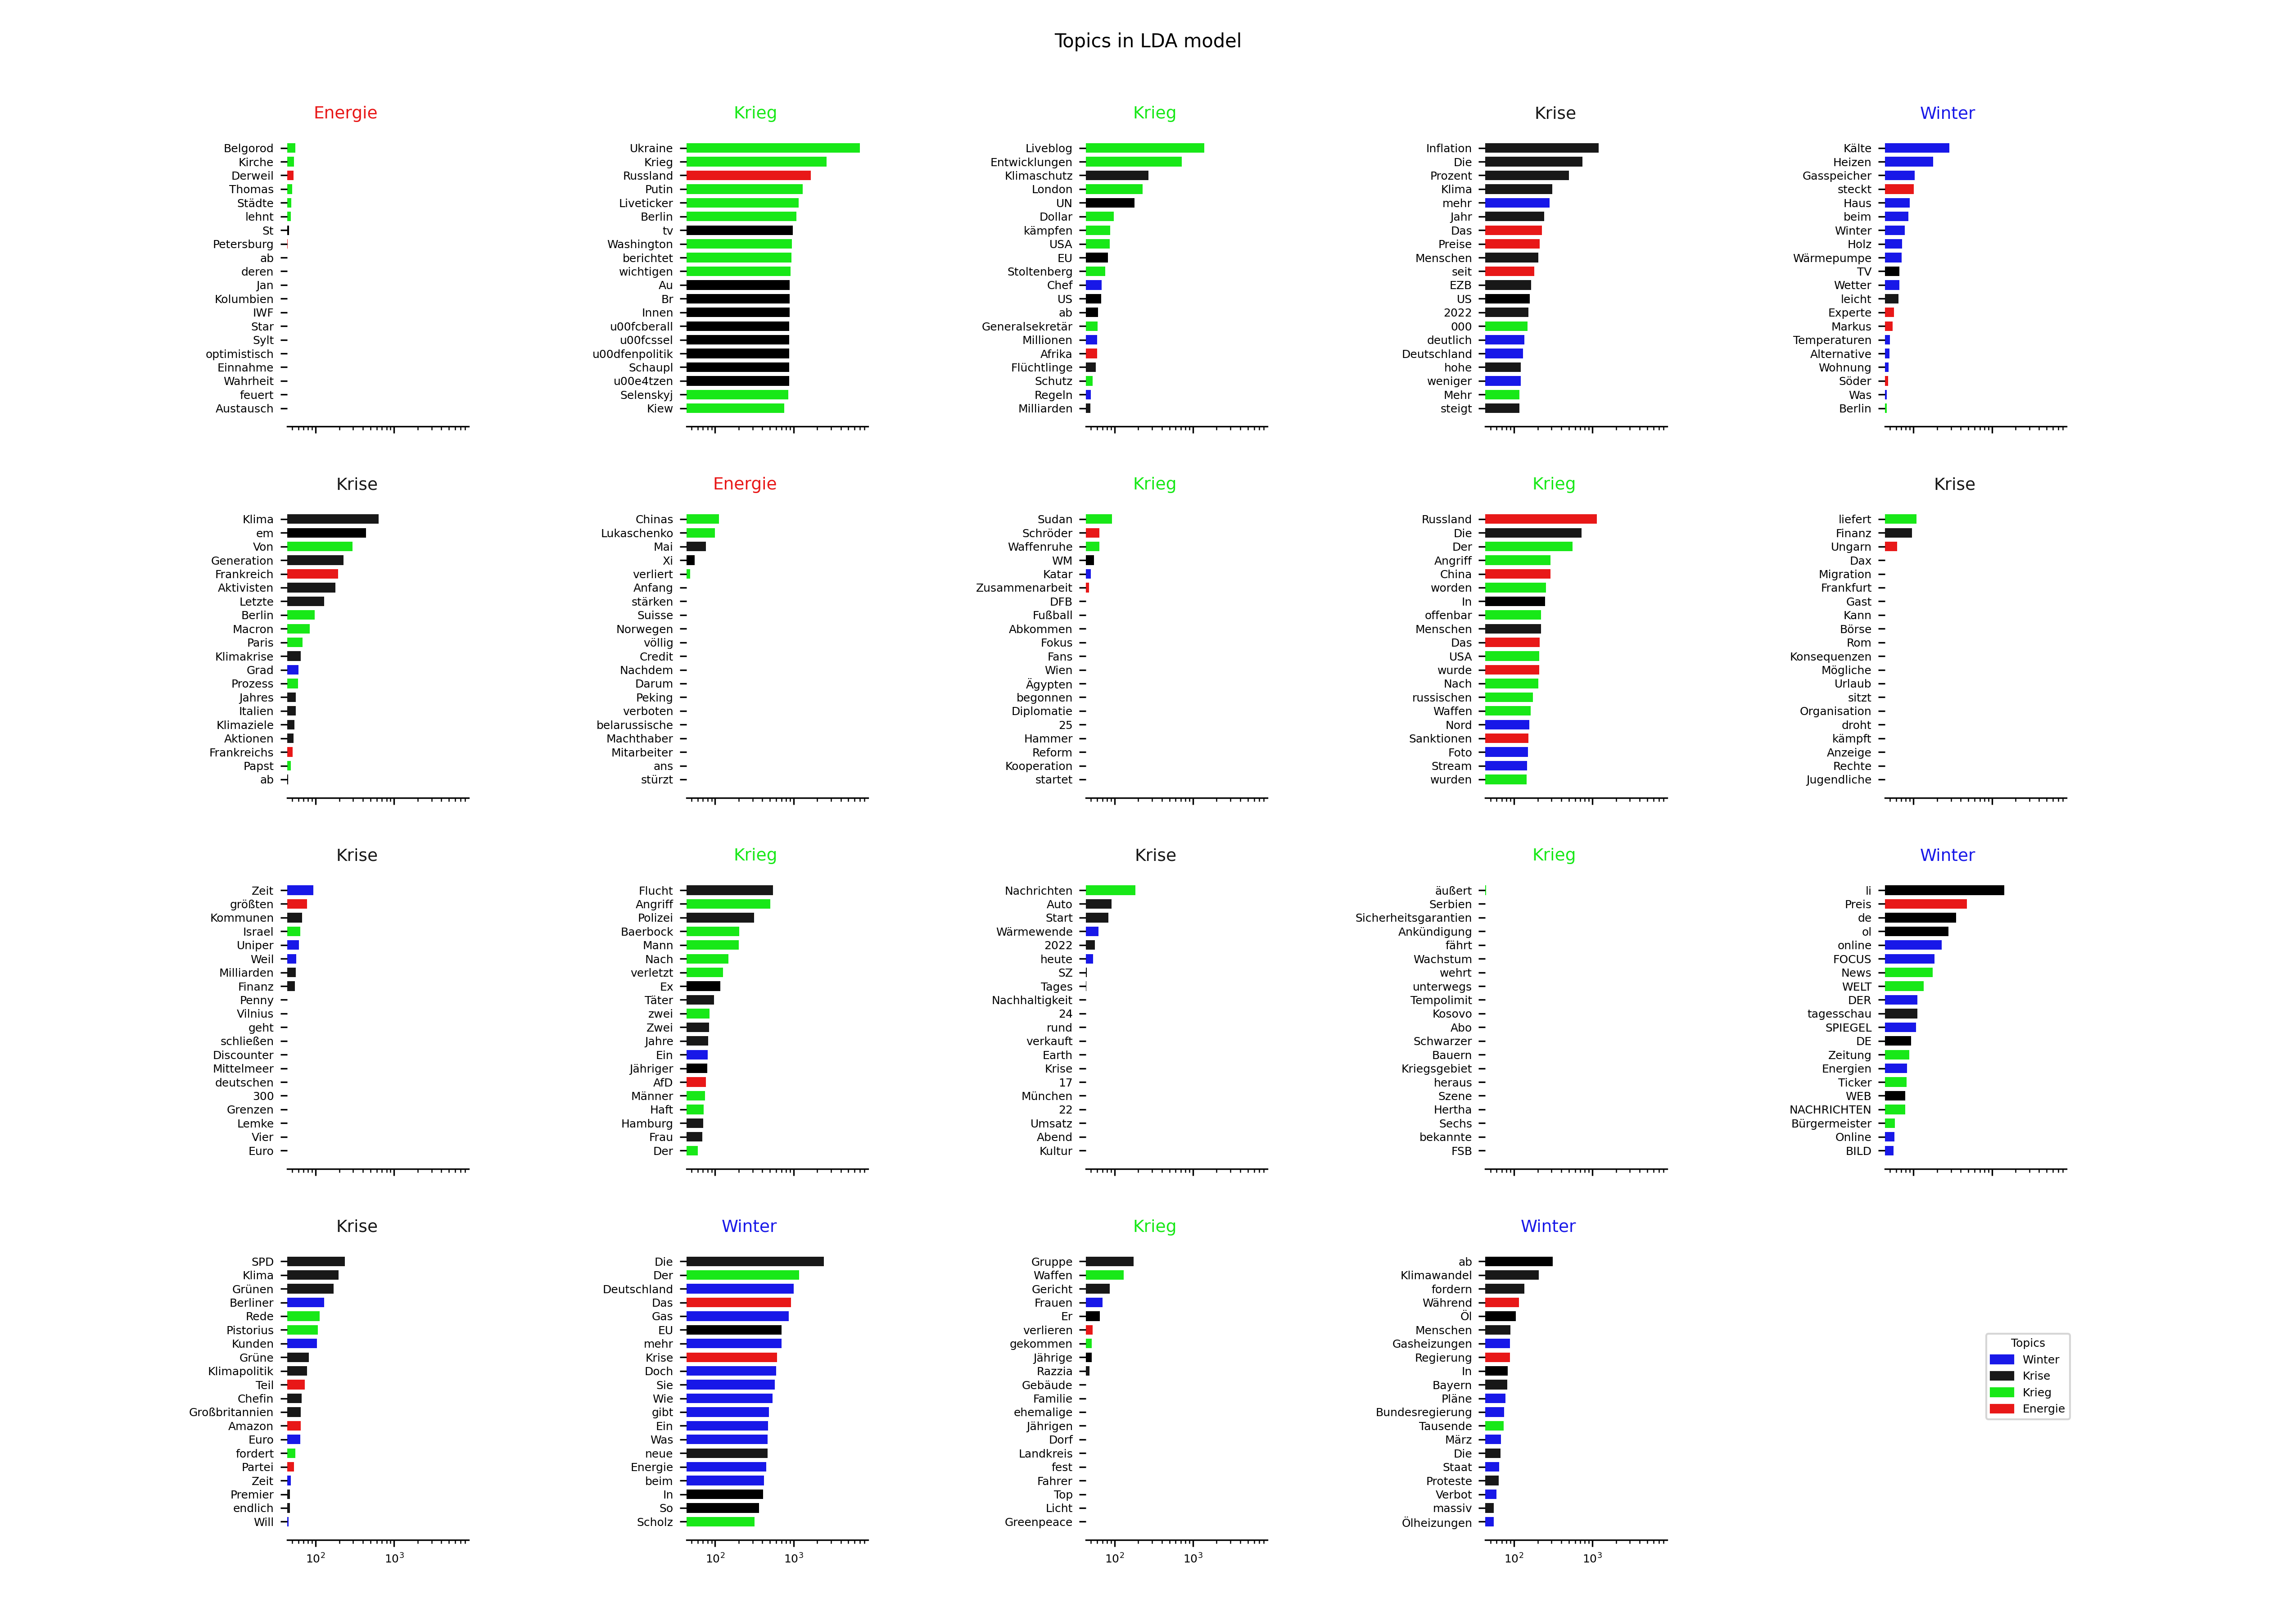 Topics in LDA model
Energie
Belgorod
Kirche
Derweil
Thomas
Städte
lehnt
St
Petersburg
ab
deren
Jan
Kolumbien
IWF
Star
Sylt
optimistisch
Einnahme
Wahrheit
feuert
Austausch
Krieg
Ukraine
Krieg
Russland
Putin
Liveticker
Berlin
tv
Washington
berichtet
wichtigen
Au
Br
Innen
u00fcberall
u00fcssel
u00dfenpolitik
Schaupl
u00e4tzen
Selenskyj
Kiew
Krieg
Liveblog
Entwicklungen
Klimaschutz
London
UN
Dollar
kämpfen
USA
EU
Stoltenberg
Chef
US
ab
Generalsekretär
Millionen
Afrika
Flüchtlinge
Schutz
Regeln
Milliarden
Krise
Inflation
Die
Prozent
Klima
mehr
Jahr
Das
Preise
Menschen
seit
EZB
US
2022
000
deutlich
Deutschland
hohe
weniger
Mehr
steigt
Winter
Kälte
Heizen
Gasspeicher
steckt
Haus
beim
Winter
Holz
Wärmepumpe
TV
Wetter
leicht
Experte
Markus
Temperaturen
Alternative
Wohnung
Söder
Was
Berlin
Krise
Klima
em
Von
Generation
Frankreich
Aktivisten
Letzte
Berlin
Macron
Paris
Klimakrise
Grad
Prozess
Jahres
Italien
Klimaziele
Aktionen
Frankreichs
Papst
ab
Energie
Chinas
Lukaschenko
Mai
Xi
verliert
Anfang
stärken
Suisse
Norwegen
völlig
Credit
Nachdem
Darum
Peking
verboten
belarussische
Machthaber
Mitarbeiter
ans
stürzt
Krieg
Sudan
Schröder
Waffenruhe
WM
Katar
Zusammenarbeit
DFB
Fußball
Abkommen
Fokus
Fans
Wien
Ägypten
begonnen
Diplomatie
25
Hammer
Reform
Kooperation
startet
Krieg
Russland
Die
Der
Angriff
China
worden
In
offenbar
Menschen
Das
USA
wurde
Nach
russischen
Waffen
Nord
Sanktionen
Foto
Stream
wurden
Krise
liefert
Finanz
Ungarn
Dax
Migration
Frankfurt
Gast
Kann
Börse
Rom
Konsequenzen
Mögliche
Urlaub
sitzt
Organisation
droht
kämpft
Anzeige
Rechte
Jugendliche
Krise
Zeit
größten
Kommunen
Israel
Uniper
Weil
Milliarden
Finanz
Penny
Vilnius
geht
schließen
Discounter
Mittelmeer
deutschen
300
Grenzen
Lemke
Vier
Euro
Krieg
Flucht
Angriff
Polizei
Baerbock
Mann
Nach
verletzt
Ex
Täter
zwei
Zwei
Jahre
Ein
Jähriger
AfD
Männer
Haft
Hamburg
Frau
Der
Krise
Nachrichten
Auto
Start
Wärmewende
2022
heute
SZ
Tages
Nachhaltigkeit
24
rund
verkauft
Earth
Krise
17
München
22
Umsatz
Abend
Kultur
Krieg
äußert
Serbien
Sicherheitsgarantien
Ankündigung
fährt
Wachstum
wehrt
unterwegs
Tempolimit
Kosovo
Abo
Schwarzer
Bauern
Kriegsgebiet
heraus
Szene
Hertha
Sechs
bekannte
FSB
Winter
li
Preis
de
ol
online
FOCUS
News
WELT
DER
tagesschau
SPIEGEL
DE
Zeitung
Energien
Ticker
WEB
NACHRICHTEN
Bürgermeister
Online
BILD
Krise
SPD
Klima
Grünen
Berliner
Rede
Pistorius
Kunden
Grüne
Klimapolitik
Teil
Chefin
Großbritannien
Amazon
Euro
fordert
Partei
Zeit
Premier
endlich
Will
10² 10³
Winter
Die
Der
Deutschland
Das
Gas
EU
mehr
Krise
Doch
Sie
Wie
gibt
Ein
Was
neue
Energie
beim
In
So
Scholz
10² 10³
Krieg
Gruppe
Waffen
Gericht
Frauen
Er
verlieren
gekommen
Jährige
Razzia
Gebäude
Familie
ehemalige
Jährigen
Dorf
Landkreis
fest
Fahrer
Top
Licht
Greenpeace
10² 10³
Winter
ab
Klimawandel
fordern
Während
Öl
Menschen
Gasheizungen
Regierung
In
Bayern
Pläne
Bundesregierung
Tausende
März
Die
Staat
Proteste
Verbot
massiv
Ölheizungen
10² 10³
Topics
Winter
Krise
Krieg
Energie